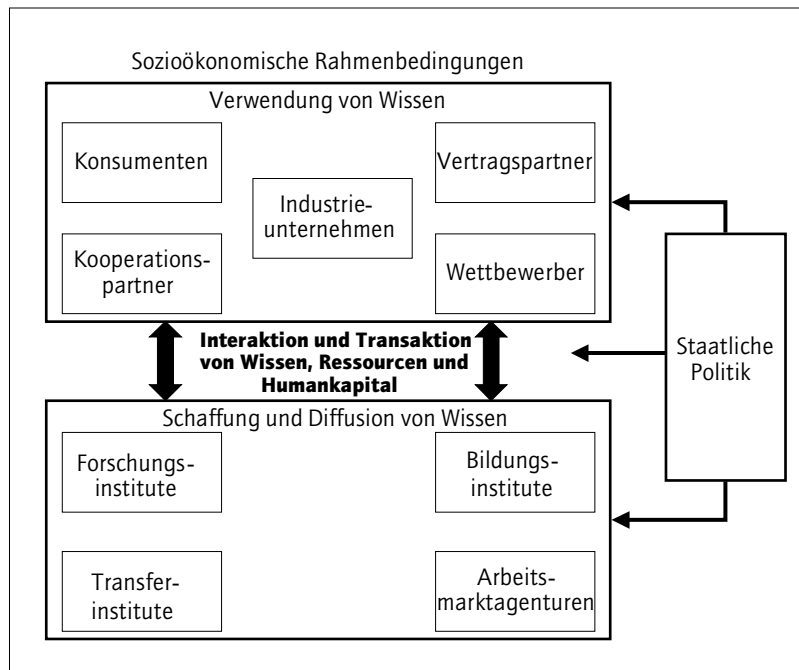 Sozioökonomische Rahmenbedingungen
Verwendung von Wissen
Konsumenten
Vertragspartner
Industrie-
unternehmen
Kooperations-
partner
Wettbewerber
Interaktion und Transaktion
von Wissen, Ressourcen und
Humankapital
Staatliche
Politik
Schaffung und Diffusion von Wissen
Forschungs-
institute
Bildungs-
institute
Transfer-
institute
Arbeits-
marktagenturen